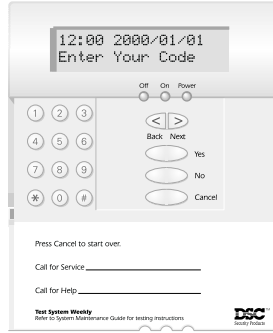 12:00 2000/01/01
Enter Your Code
Off On Power
1 2 3
< >
Back Next
4 5 6
Yes
7 8 9
No
* 0 #
Cancel
Press Cancel to start over.
Call for Service
Call for Help
Test System Weekly
Refer to System Maintenance Guide for testing instructions
DSC™
Security Products